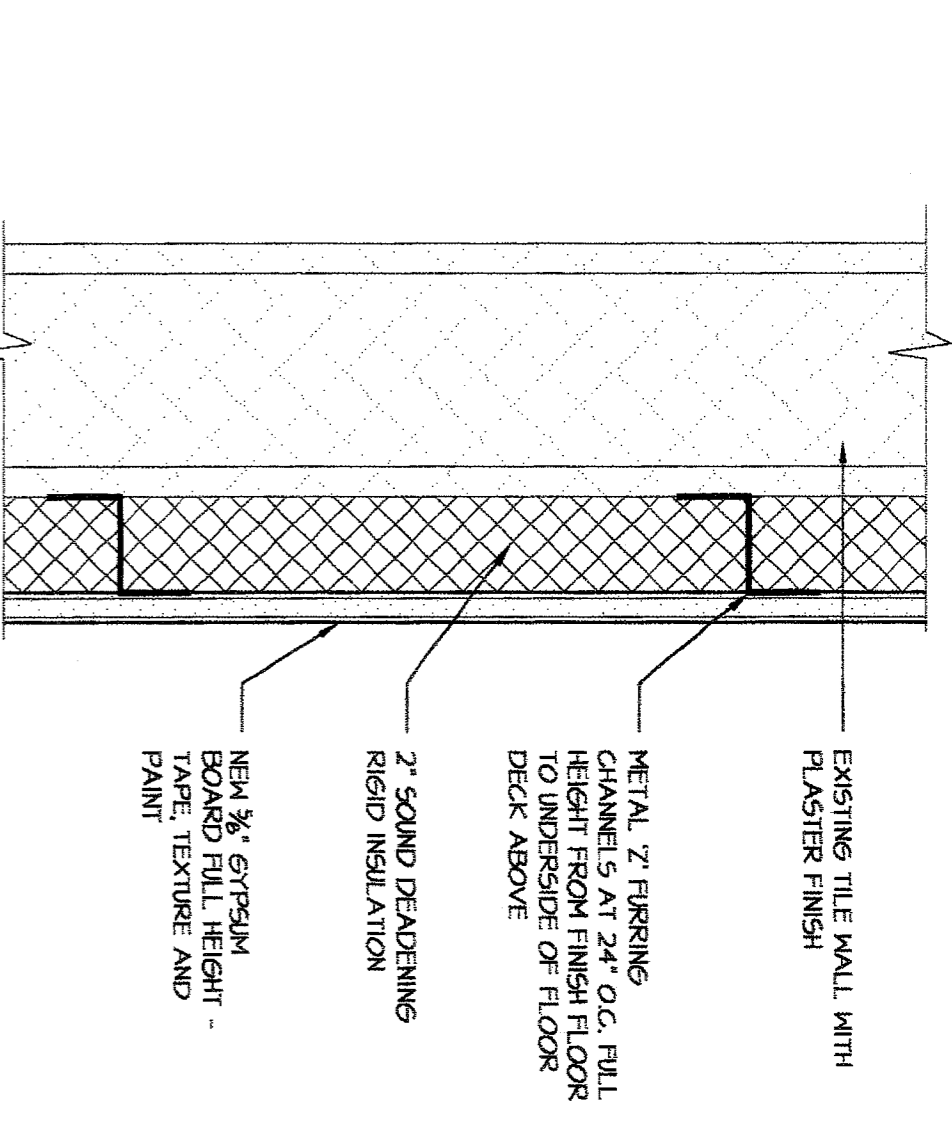 EXISTING TILE WALL WITH
PLASTER FINISH
METAL 'Z' FURRING
CHANNELS AT 24" O.C. FULL
HEIGHT FROM FINISH FLOOR
TO UNDERSIDE OF FLOOR
DECK ABOVE
2" SOUND DEADENING
RIGID INSULATION
NEW 5/8" GYPSUM
BOARD FULL HEIGHT -
TAPE, TEXTURE AND
PAINT